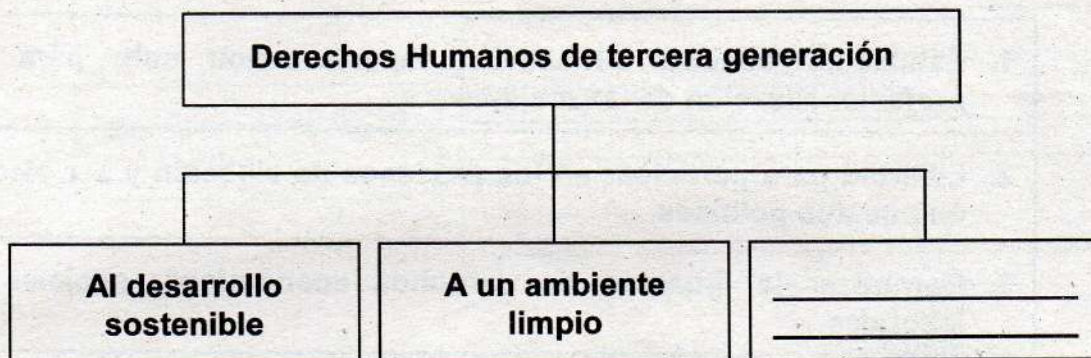 Derechos Humanos de tercera generación
Al desarrollo
sostenible
A un ambiente
limpio